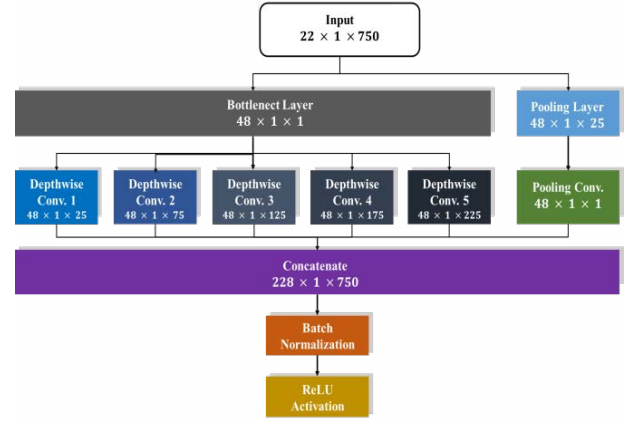 Input
22 × 1 × 750
Bottlenect Layer
48 × 1 × 1
Pooling Layer
48 × 1 × 25
Depthwise
Conv. 1
48 × 1 × 25
Depthwise
Conv. 2
48 × 1 × 75
Depthwise
Conv. 3
48 × 1 × 125
Depthwise
Conv. 4
48 × 1 × 175
Depthwise
Conv. 5
48 × 1 × 225
Pooling Conv.
48 × 1 × 1
Concatenate
228 × 1 × 750
Batch
Normalization
ReLU
Activation